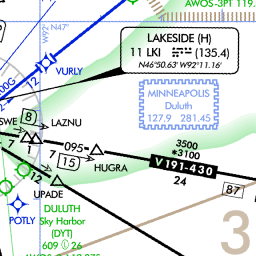 AWOS-3PT 119.
W92° N47°
LAKESIDE (H)
11 LKI (135.4)
N46°50.63' W92°11.16'
VURLY
00G
MINNEAPOLIS
Duluth
127.9 281.45
SWE 8 LAZNU
7 1 7 15
095
HUGRA
3500
*3100
V191-430
24
87
12
UPADE
POTLY
DULUTH
Sky Harbor
(DYT)
609 26
3